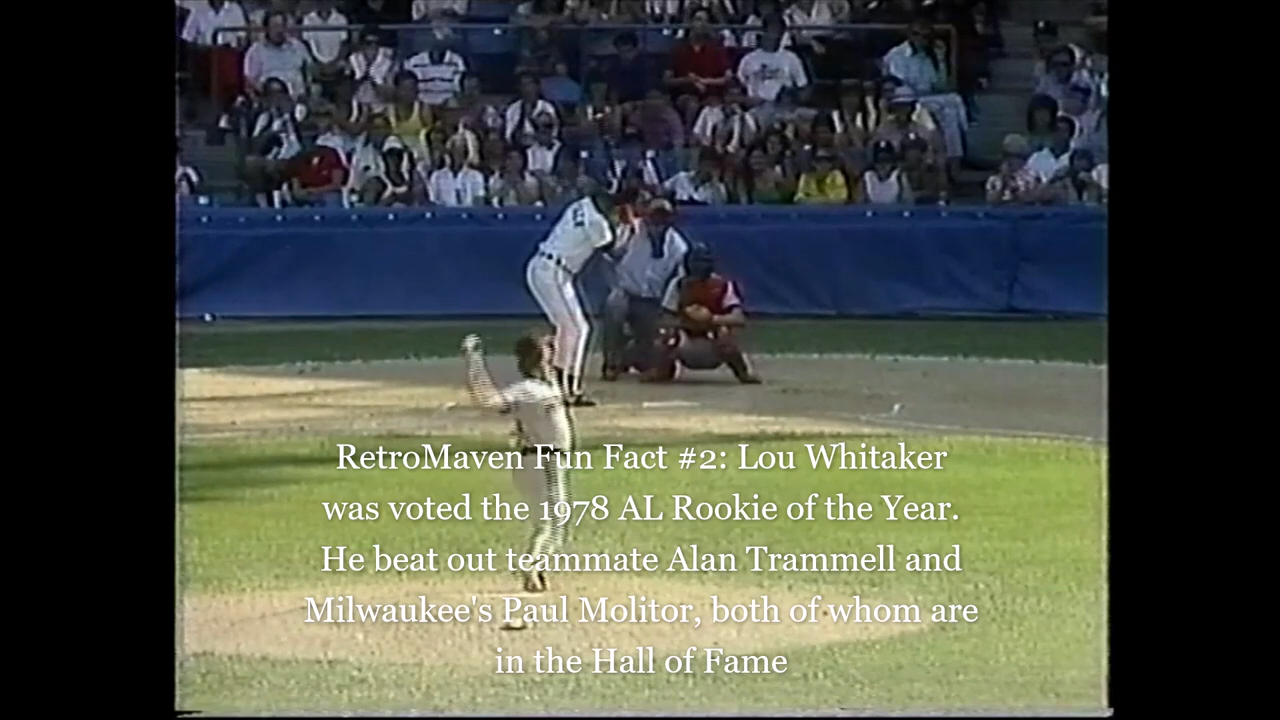 RetroMaven Fun Fact #2: Lou Whitaker
was voted the 1978 AL Rookie of the Year.
He beat out teammate Alan Trammell and
Milwaukee's Paul Molitor, both of whom are
in the Hall of Fame